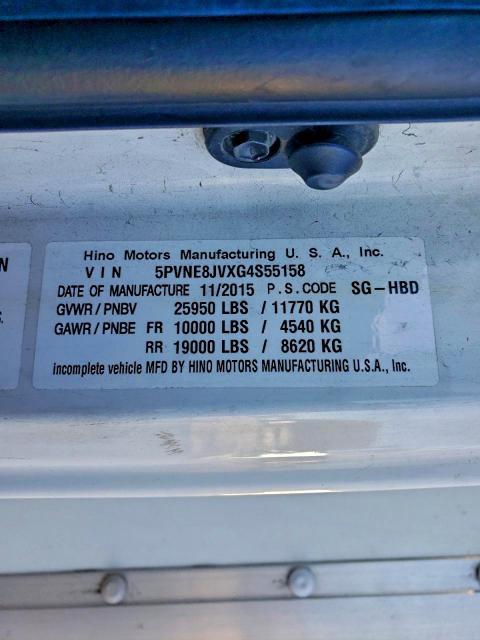 Hino Motors Manufacturing U. S. A., Inc.
V I N 5PVNE8JVXG4S55158
DATE OF MANUFACTURE 11/2015 P.S.CODE SG-HBD
GVWR/PNBV 25950 LBS / 11770 KG
GAWR/PNBE FR 10000 LBS / 4540 KG
RR 19000 LBS / 8620 KG
incomplete vehicle MFD BY HINO MOTORS MANUFACTURING U.S.A., Inc.